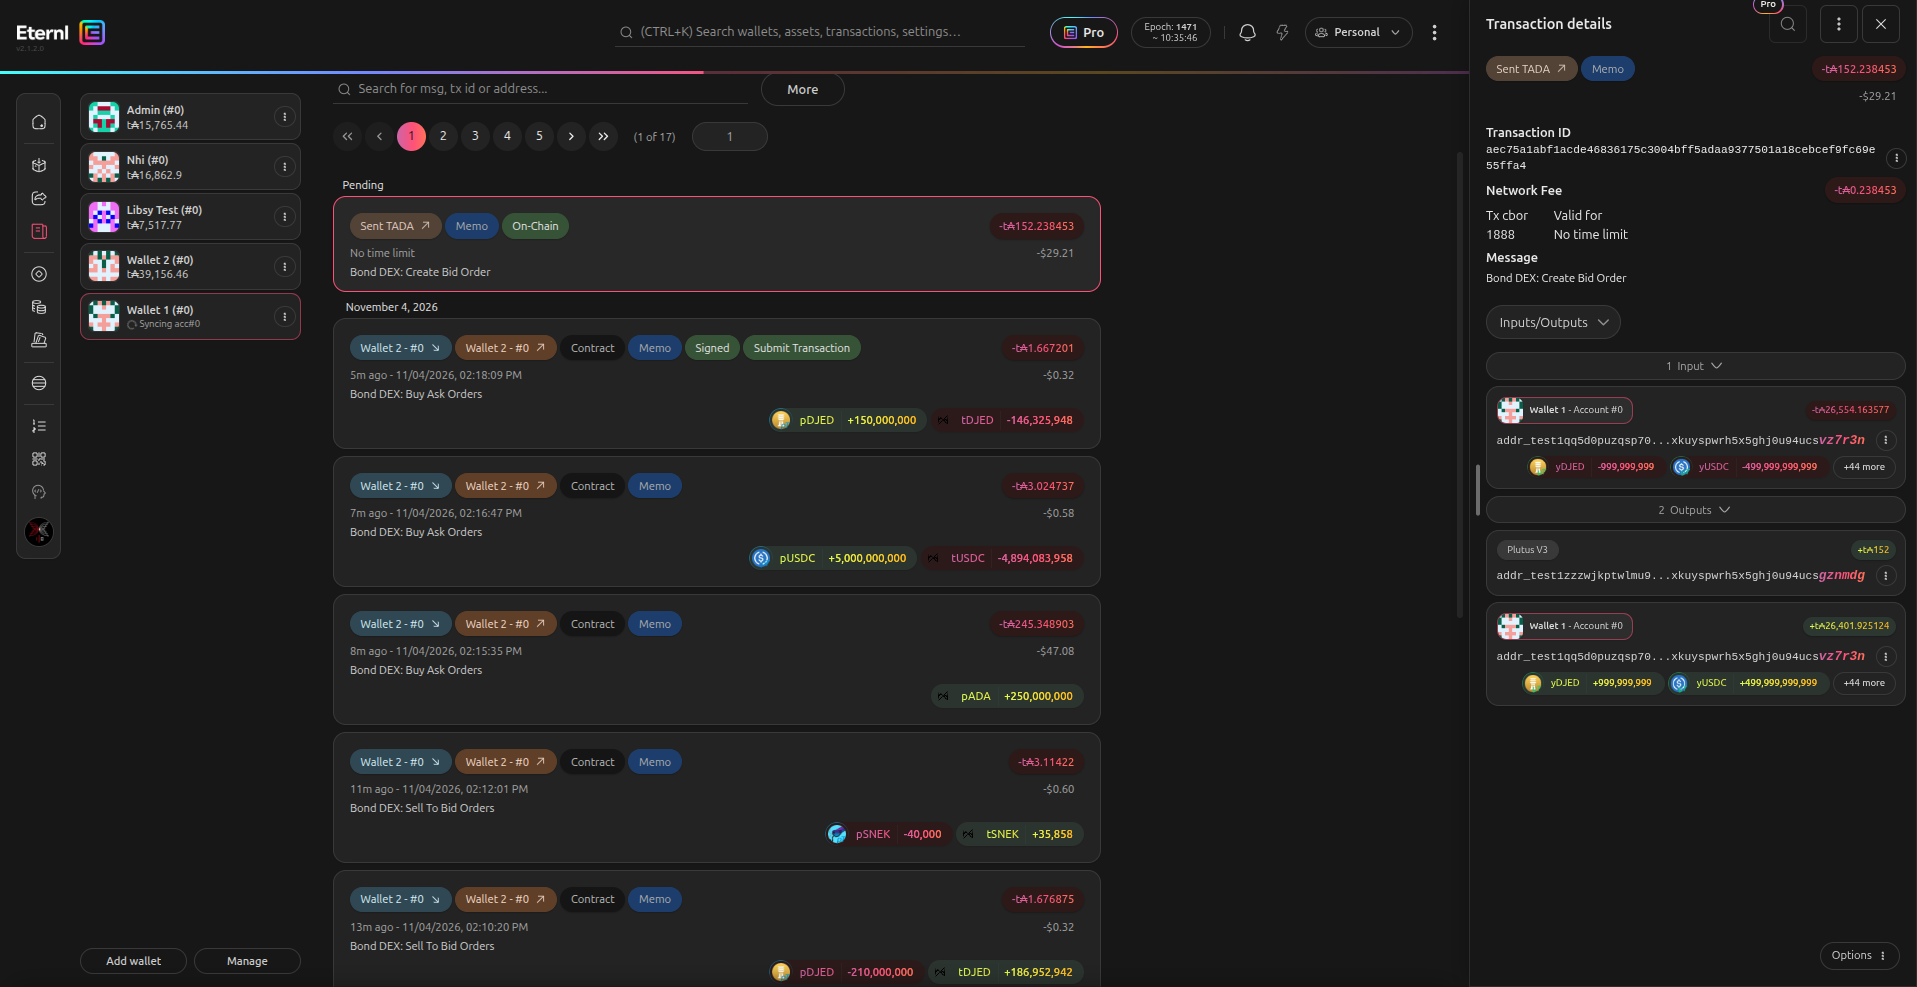 Eternl
v2.1.2.0
(CTRL+K) Search wallets, assets, transactions, settings...
Pro
Epoch: 1471
~ 10:35:46
Personal
Admin (#0)
t₳15,765.44
Nhi (#0)
t₳16,862.9
Libsy Test (#0)
t₳7,517.77
Wallet 2 (#0)
t₳39,156.46
Wallet 1 (#0)
Syncing acc#0
Add wallet
Manage
Search for msg, tx id or address...
More
1 2 3 4 5 (1 of 17) 1
Pending
Sent TADA Memo On-Chain -t₳152.238453
No time limit -$29.21
Bond DEX: Create Bid Order
November 4, 2026
Wallet 2 - #0 Wallet 2 - #0 Contract Memo Signed Submit Transaction -t₳1.667201
5m ago - 11/04/2026, 02:18:09 PM -$0.32
Bond DEX: Buy Ask Orders
pDJED +150,000,000 tDJED -146,325,948
Wallet 2 - #0 Wallet 2 - #0 Contract Memo -t₳3.024737
7m ago - 11/04/2026, 02:16:47 PM -$0.58
Bond DEX: Buy Ask Orders
pUSDC +5,000,000,000 tUSDC -4,894,083,958
Wallet 2 - #0 Wallet 2 - #0 Contract Memo -t₳245.348903
8m ago - 11/04/2026, 02:15:35 PM -$47.08
Bond DEX: Buy Ask Orders
pADA +250,000,000
Wallet 2 - #0 Wallet 2 - #0 Contract Memo -t₳3.11422
11m ago - 11/04/2026, 02:12:01 PM -$0.60
Bond DEX: Sell To Bid Orders
pSNEK -40,000 tSNEK +35,858
Wallet 2 - #0 Wallet 2 - #0 Contract Memo -t₳1.676875
13m ago - 11/04/2026, 02:10:20 PM -$0.32
Bond DEX: Sell To Bid Orders
pDJED -210,000,000 tDJED +186,952,942
Pro
Transaction details
Sent TADA Memo -t₳152.238453
-$29.21
Transaction ID
aec75a1abf1acde46836175c3004bff5adaa9377501a18cebcef9fc69e
55ffa4
Network Fee -t₳0.238453
Tx cbor Valid for
1888 No time limit
Message
Bond DEX: Create Bid Order
Inputs/Outputs
1 Input
Wallet 1 - Account #0 -t₳26,554.163577
addr_test1qq5d0puzqsp70...xkuyspwrh5x5ghj0u94ucsvz7r3n
yDJED -999,999,999 yUSDC -499,999,999,999 +44 more
2 Outputs
Plutus V3 +t₳152
addr_test1zzzwjkptwlmu9...xkuyspwrh5x5ghj0u94ucsgznmdg
Wallet 1 - Account #0 +t₳26,401.925124
addr_test1qq5d0puzqsp70...xkuyspwrh5x5ghj0u94ucsvz7r3n
yDJED +999,999,999 yUSDC +499,999,999,999 +44 more
Options